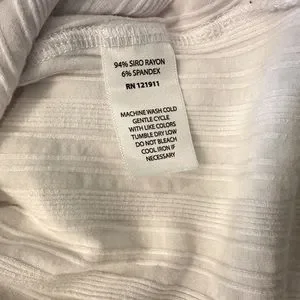 94% SIRO RAYON
6% SPANDEX
RN 121911
MACHINE WASH COLD
GENTLE CYCLE
WITH LIKE COLORS
TUMBLE DRY LOW
DO NOT BLEACH
COOL IRON IF
NECESSARY